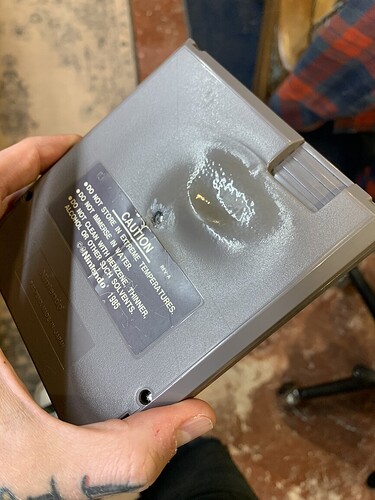 CAUTION
REV-A
●DO NOT STORE IN EXTREME TEMPERATURES.
●DO NOT IMMERSE IN WATER.
●DO NOT CLEAN WITH BENZENE, THINNER,
ALCOHOL OR OTHER SUCH SOLVENTS.
©Nintendo 1985